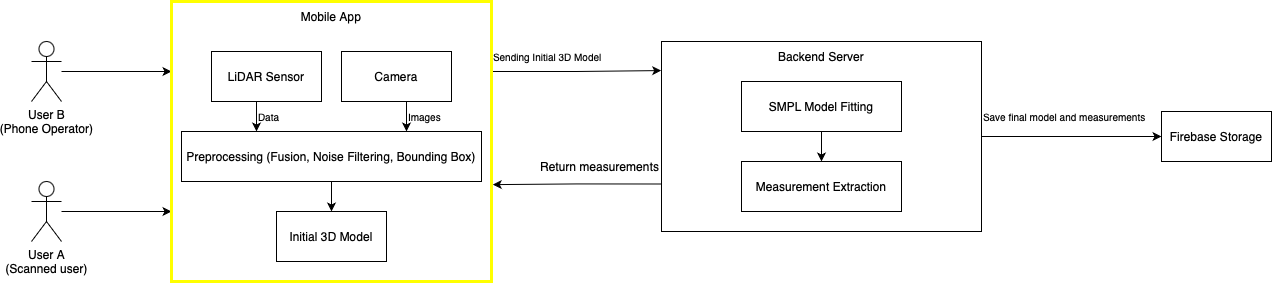 Mobile App
LiDAR Sensor
Camera
Data
Images
Preprocessing (Fusion, Noise Filtering, Bounding Box)
Initial 3D Model
User B
(Phone Operator)
User A
(Scanned user)
Sending Initial 3D Model
Return measurements
Backend Server
SMPL Model Fitting
Measurement Extraction
Save final model and measurements
Firebase Storage